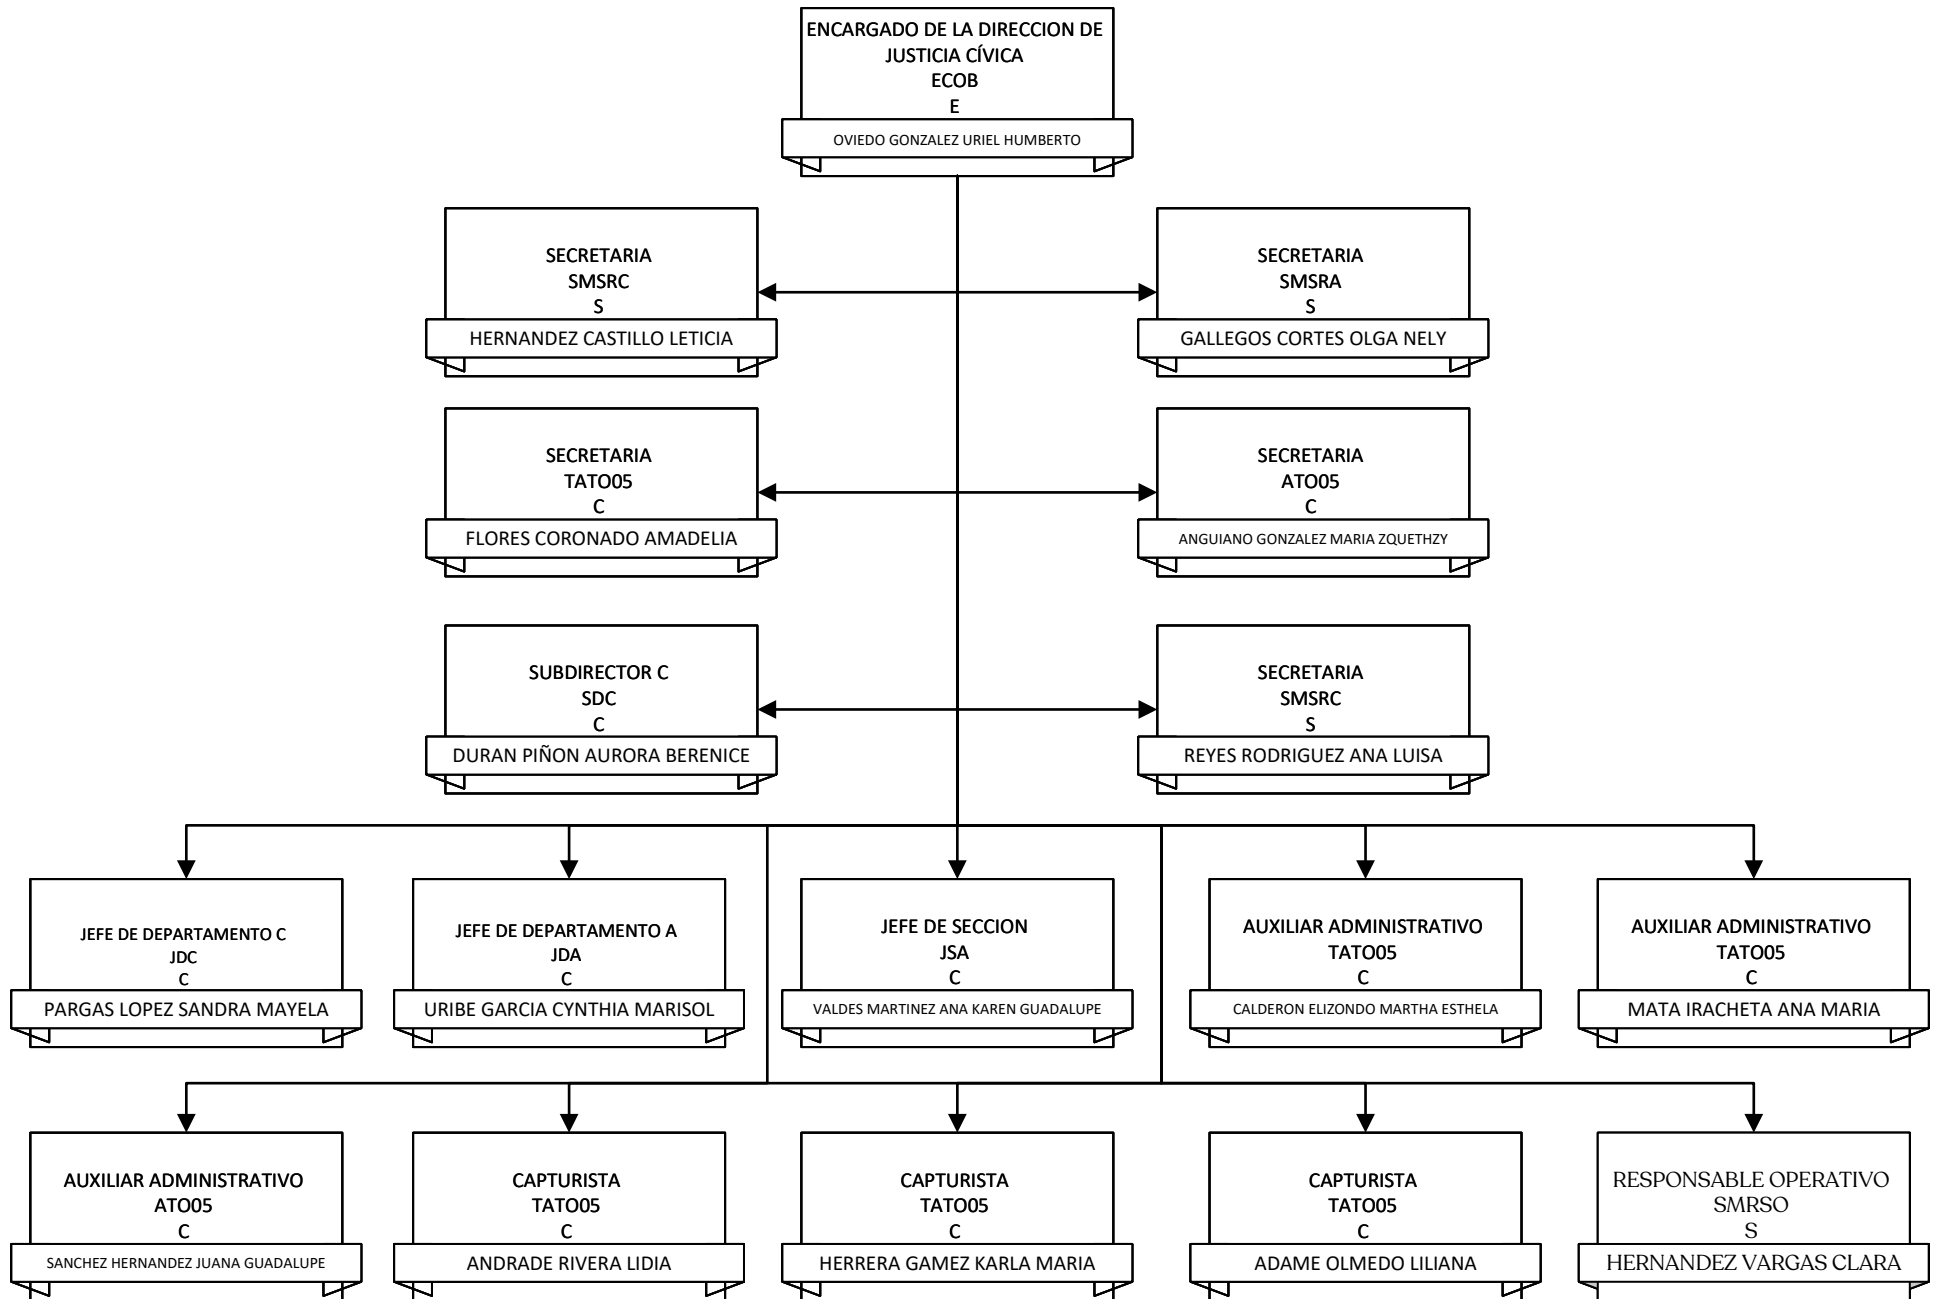 ENCARGADO DE LA DIRECCION DE
JUSTICIA CÍVICA
ECOB
E
OVIEDO GONZALEZ URIEL HUMBERTO
SECRETARIA
SMSRC
S
HERNANDEZ CASTILLO LETICIA
SECRETARIA
SMSRA
S
GALLEGOS CORTES OLGA NELY
SECRETARIA
TATO05
C
FLORES CORONADO AMADELIA
SECRETARIA
ATO05
C
ANGUIANO GONZALEZ MARIA ZQUETHZY
SUBDIRECTOR C
SDC
C
DURAN PIÑON AURORA BERENICE
SECRETARIA
SMSRC
S
REYES RODRIGUEZ ANA LUISA
JEFE DE DEPARTAMENTO C
JDC
C
PARGAS LOPEZ SANDRA MAYELA
JEFE DE DEPARTAMENTO A
JDA
C
URIBE GARCIA CYNTHIA MARISOL
JEFE DE SECCION
JSA
C
VALDES MARTINEZ ANA KAREN GUADALUPE
AUXILIAR ADMINISTRATIVO
TATO05
C
CALDERON ELIZONDO MARTHA ESTHELA
AUXILIAR ADMINISTRATIVO
TATO05
C
MATA IRACHETA ANA MARIA
AUXILIAR ADMINISTRATIVO
ATO05
C
SANCHEZ HERNANDEZ JUANA GUADALUPE
CAPTURISTA
TATO05
C
ANDRADE RIVERA LIDIA
CAPTURISTA
TATO05
C
HERRERA GAMEZ KARLA MARIA
CAPTURISTA
TATO05
C
ADAME OLMEDO LILIANA
RESPONSABLE OPERATIVO
SMRSO
S
HERNANDEZ VARGAS CLARA